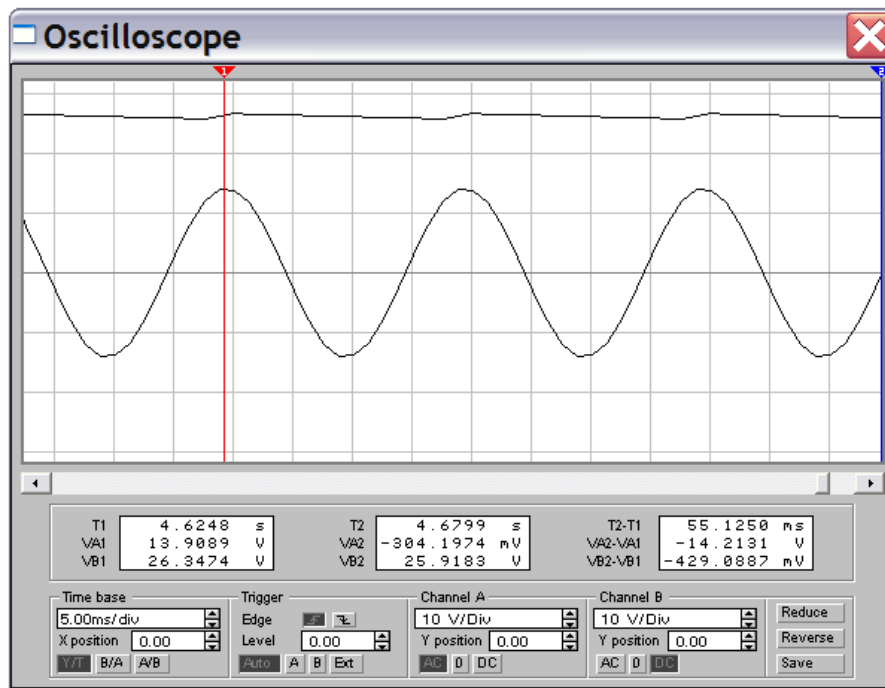 Oscilloscope
1 2
T1 4.6248 s T2 4.6799 s T2-T1 55.1250 ms
VA1 13.9089 V VA2 -304.1974 mV VA2-VA1 -14.2131 V
VB1 26.3474 V VB2 25.9183 V VB2-VB1 -429.0887 mV
Time base Trigger Channel A Channel B
5.00ms/div Edge 10 V/Div 10 V/Div Reduce
X position 0.00 Level 0.00 Y position 0.00 Y position 0.00 Reverse
Y/T B/A A/B Auto A B Ext AC 0 DC AC 0 DC Save